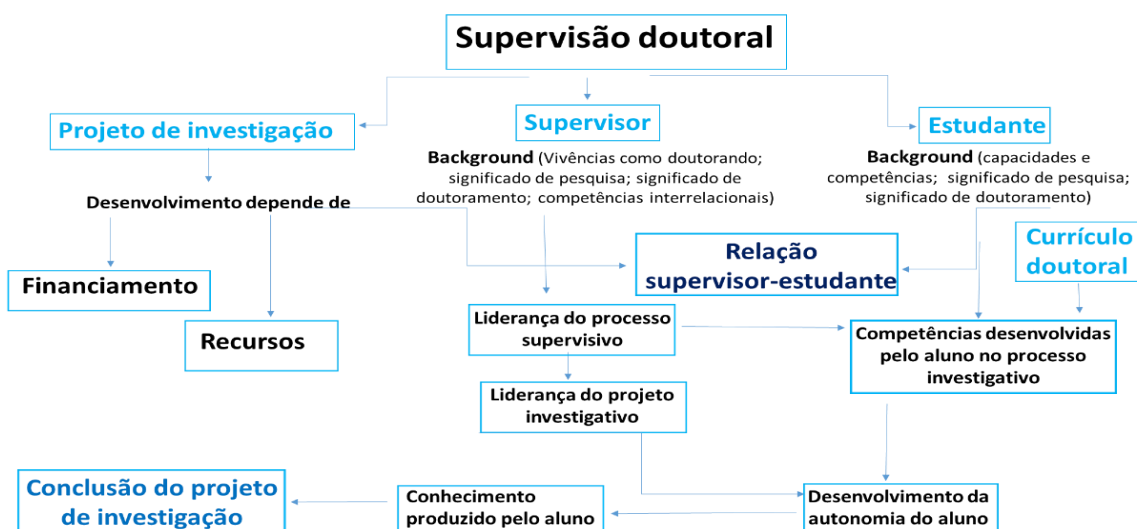 Supervisão doutoral
Projeto de investigação
Supervisor
Estudante
Background (Vivências como doutorando;
significado de pesquisa; significado de
doutoramento; competências interrelacionais)
Background (capacidades e
competências; significado de pesquisa;
significado de doutoramento)
Desenvolvimento depende de
Currículo
doutoral
Relação
supervisor-estudante
Financiamento
Recursos
Liderança do processo
supervisivo
Competências desenvolvidas
pelo aluno no processo
investigativo
Liderança do projeto
investigativo
Conclusão do projeto
de investigação
Conhecimento
produzido pelo aluno
Desenvolvimento da
autonomia do aluno